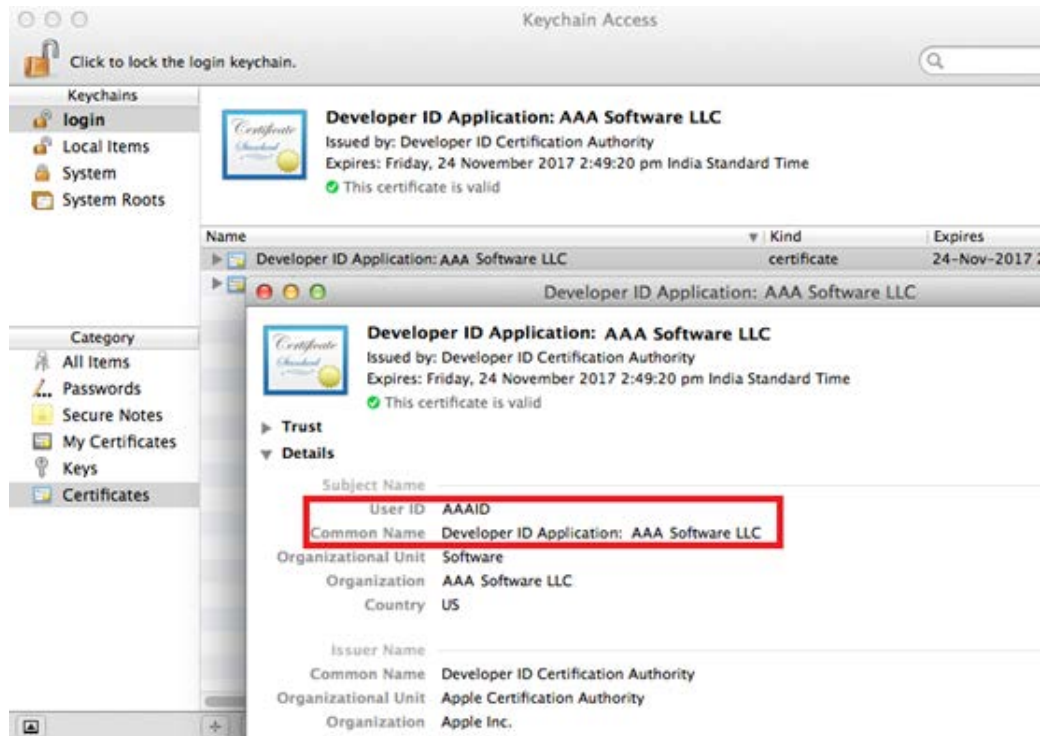 Keychain Access
Click to lock the login keychain.
Keychains
login
Local Items
System
System Roots
Certificate
Standard
Developer ID Application: AAA Software LLC
Issued by: Developer ID Certification Authority
Expires: Friday, 24 November 2017 2:49:20 pm India Standard Time
This certificate is valid
Name Kind Expires
Developer ID Application: AAA Software LLC certificate 24-Nov-2017 2
Developer ID Application: AAA Software LLC
Category
All Items
Passwords
Secure Notes
My Certificates
Keys
Certificates
Certificate
Standard
Developer ID Application: AAA Software LLC
Issued by: Developer ID Certification Authority
Expires: Friday, 24 November 2017 2:49:20 pm India Standard Time
This certificate is valid
Trust
Details
Subject Name
User ID AAAID
Common Name Developer ID Application: AAA Software LLC
Organizational Unit Software
Organization AAA Software LLC
Country US
Issuer Name
Common Name Developer ID Certification Authority
Organizational Unit Apple Certification Authority
Organization Apple Inc.